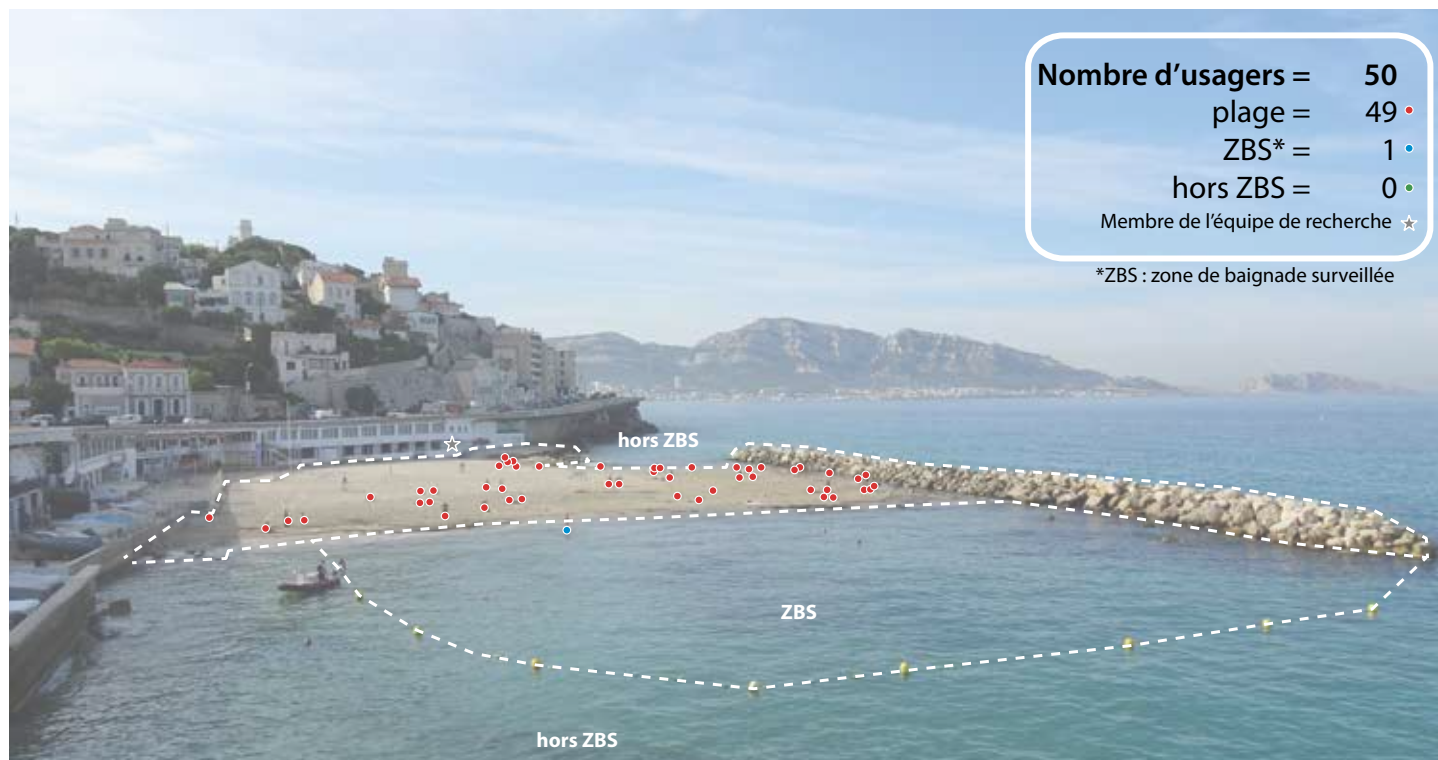 Nombre d'usagers = 50
plage = 49
ZBS* = 1
hors ZBS = 0
Membre de l'équipe de recherche
*ZBS : zone de baignade surveillée
hors ZBS
ZBS
hors ZBS